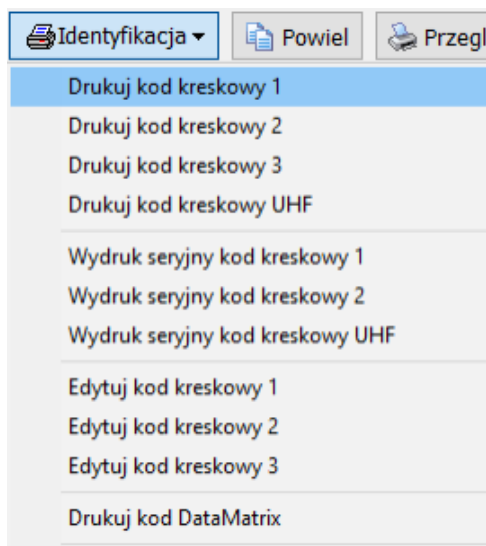 Identyfikacja Powiel Przegl
Drukuj kod kreskowy 1
Drukuj kod kreskowy 2
Drukuj kod kreskowy 3
Drukuj kod kreskowy UHF
Wydruk seryjny kod kreskowy 1
Wydruk seryjny kod kreskowy 2
Wydruk seryjny kod kreskowy UHF
Edytuj kod kreskowy 1
Edytuj kod kreskowy 2
Edytuj kod kreskowy 3
Drukuj kod DataMatrix